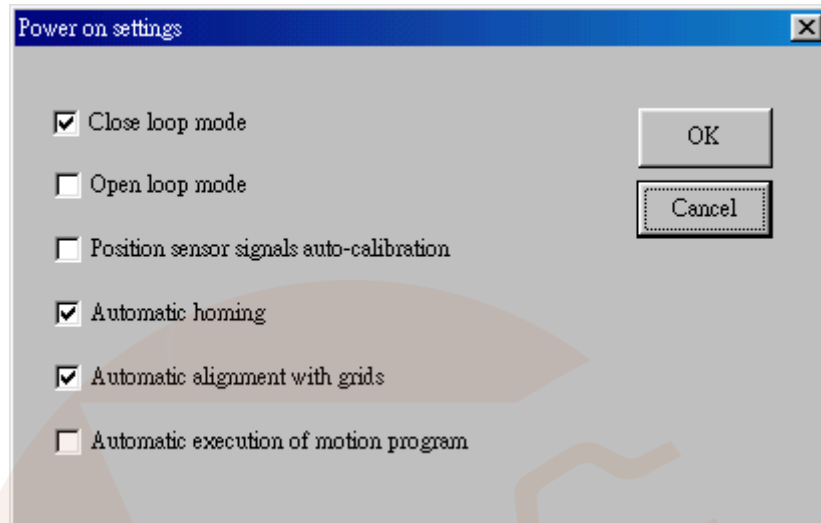 Power on settings
Close loop mode
OK
Open loop mode
Cancel
Position sensor signals auto-calibration
Automatic homing
Automatic alignment with grids
Automatic execution of motion program